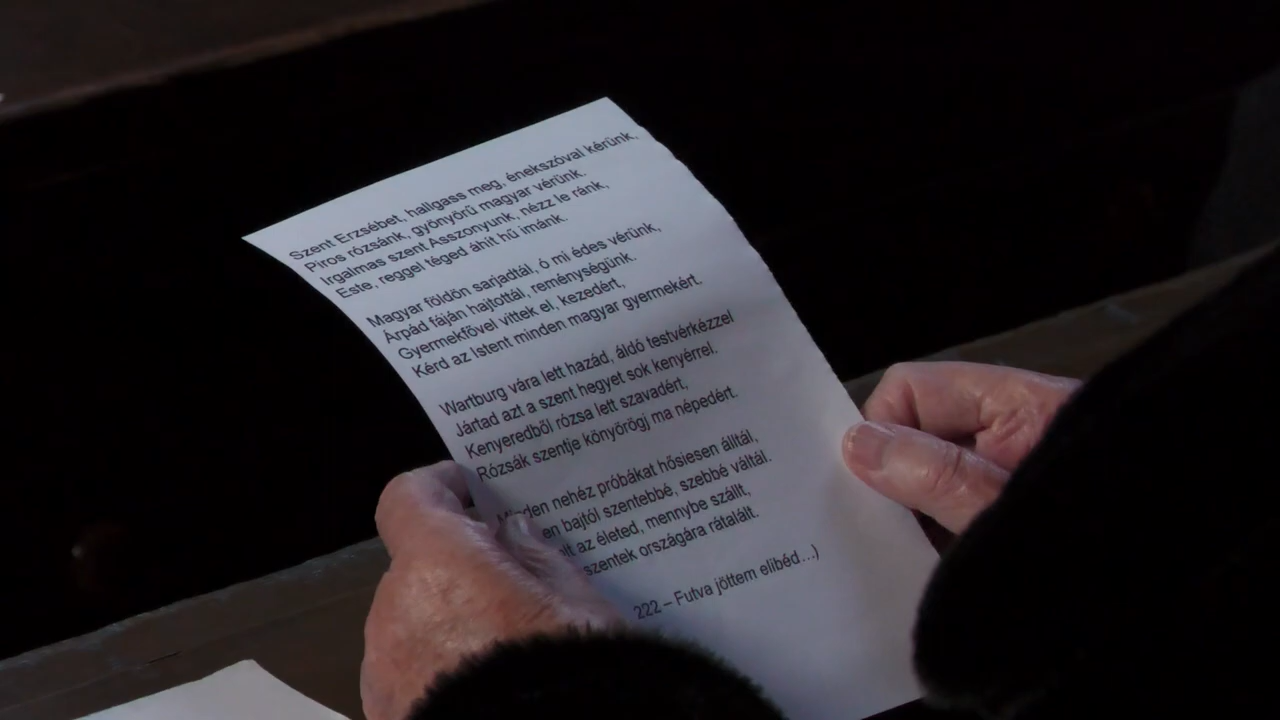 Szent Erzsébet, hallgass meg, énekszóval kérünk,
Piros rózsánk, gyönyörű magyar vérünk.
Irgalmas szent Asszonyunk, nézz le ránk,
Este, reggel téged áhít hű imánk.
Magyar földön sarjadtál, ó mi édes vérünk,
Árpád fáján hajtottál, reménységünk.
Gyermekfővel vittek el, kezedért,
Kérd az Istent minden magyar gyermekért.
Wartburg vára lett hazád, áldó testvérkézzel
Jártad azt a szent hegyet sok kenyérrel.
Kenyeredből rózsa lett szavadért,
Rózsák szentje könyörögj ma népedért.
Minden nehéz próbákat hősiesen álltál,
en bajtól szentebbé, szebbé váltál.
lt az életed, mennybe szállt,
szentek országára rátalált.
222 – Futva jöttem elibéd...)